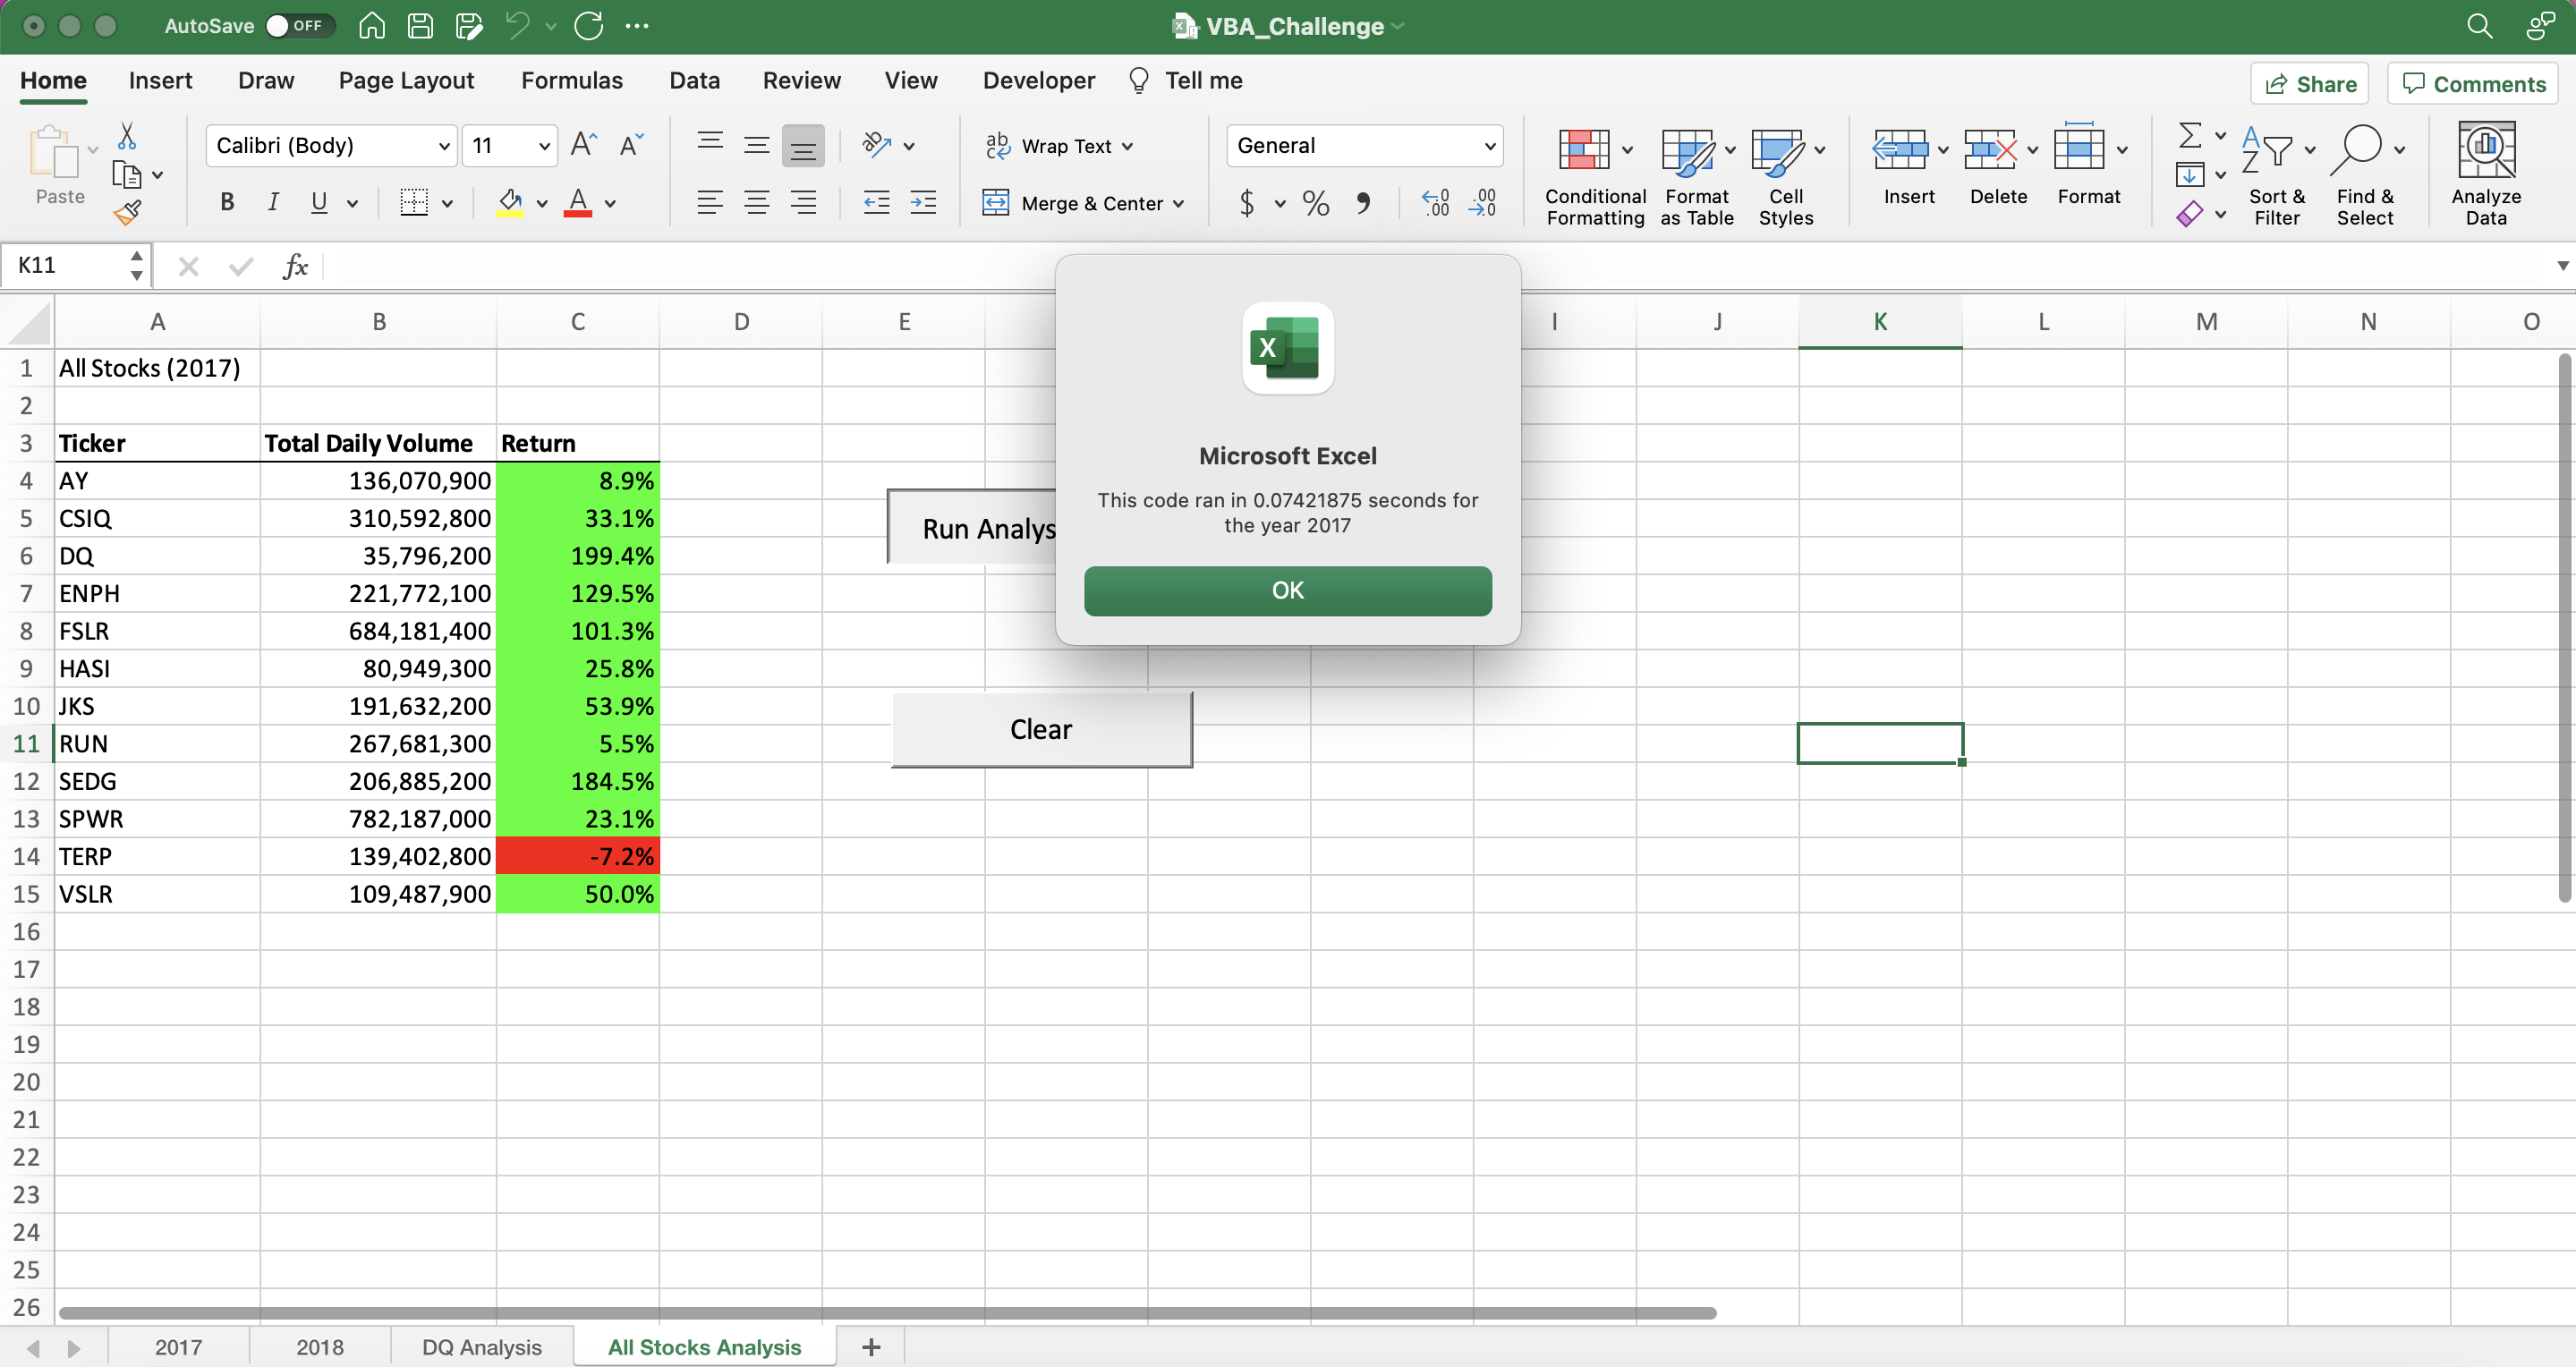 AutoSave OFF VBA_Challenge
Home Insert Draw Page Layout Formulas Data Review View Developer Tell me Share Comments
Paste Calibri (Body) 11 A A ab Wrap Text General
B I U A Merge & Center $ % , .00 .00
Conditional Formatting
Format as Table
Cell Styles
Insert Delete Format
Sort & Filter
Find & Select
Analyze Data
K11 fx
A B C D E I J K L M N O
1 All Stocks (2017)
2
3 Ticker Total Daily Volume Return
4 AY 136,070,900 8.9%
5 CSIQ 310,592,800 33.1%
6 DQ 35,796,200 199.4%
7 ENPH 221,772,100 129.5%
8 FSLR 684,181,400 101.3%
9 HASI 80,949,300 25.8%
10 JKS 191,632,200 53.9%
11 RUN 267,681,300 5.5%
12 SEDG 206,885,200 184.5%
13 SPWR 782,187,000 23.1%
14 TERP 139,402,800 -7.2%
15 VSLR 109,487,900 50.0%
16
17
18
19
20
21
22
23
24
25
26
Run Analys
Clear
X
Microsoft Excel
This code ran in 0.07421875 seconds for
the year 2017
OK
2017 2018 DQ Analysis All Stocks Analysis +